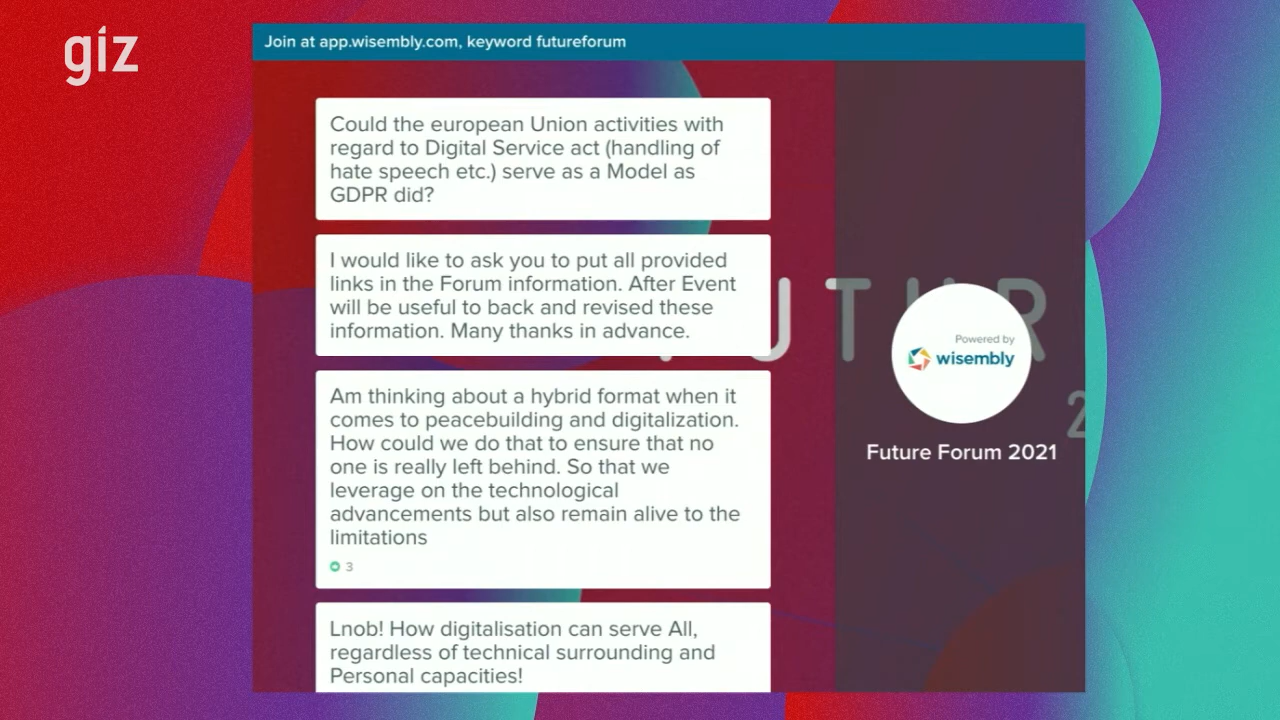 giz
Join at app.wisembly.com, keyword futureforum
Could the european Union activities with
regard to Digital Service act (handling of
hate speech etc.) serve as a Model as
GDPR did?
I would like to ask you to put all provided
links in the Forum information. After Event
will be useful to back and revised these
information. Many thanks in advance.
Am thinking about a hybrid format when it
comes to peacebuilding and digitalization.
How could we do that to ensure that no
one is really left behind. So that we
leverage on the technological
advancements but also remain alive to the
limitations
3
Lnob! How digitalisation can serve All,
regardless of technical surrounding and
Personal capacities!
FUTUR
2
Powered by
wisembly
Future Forum 2021